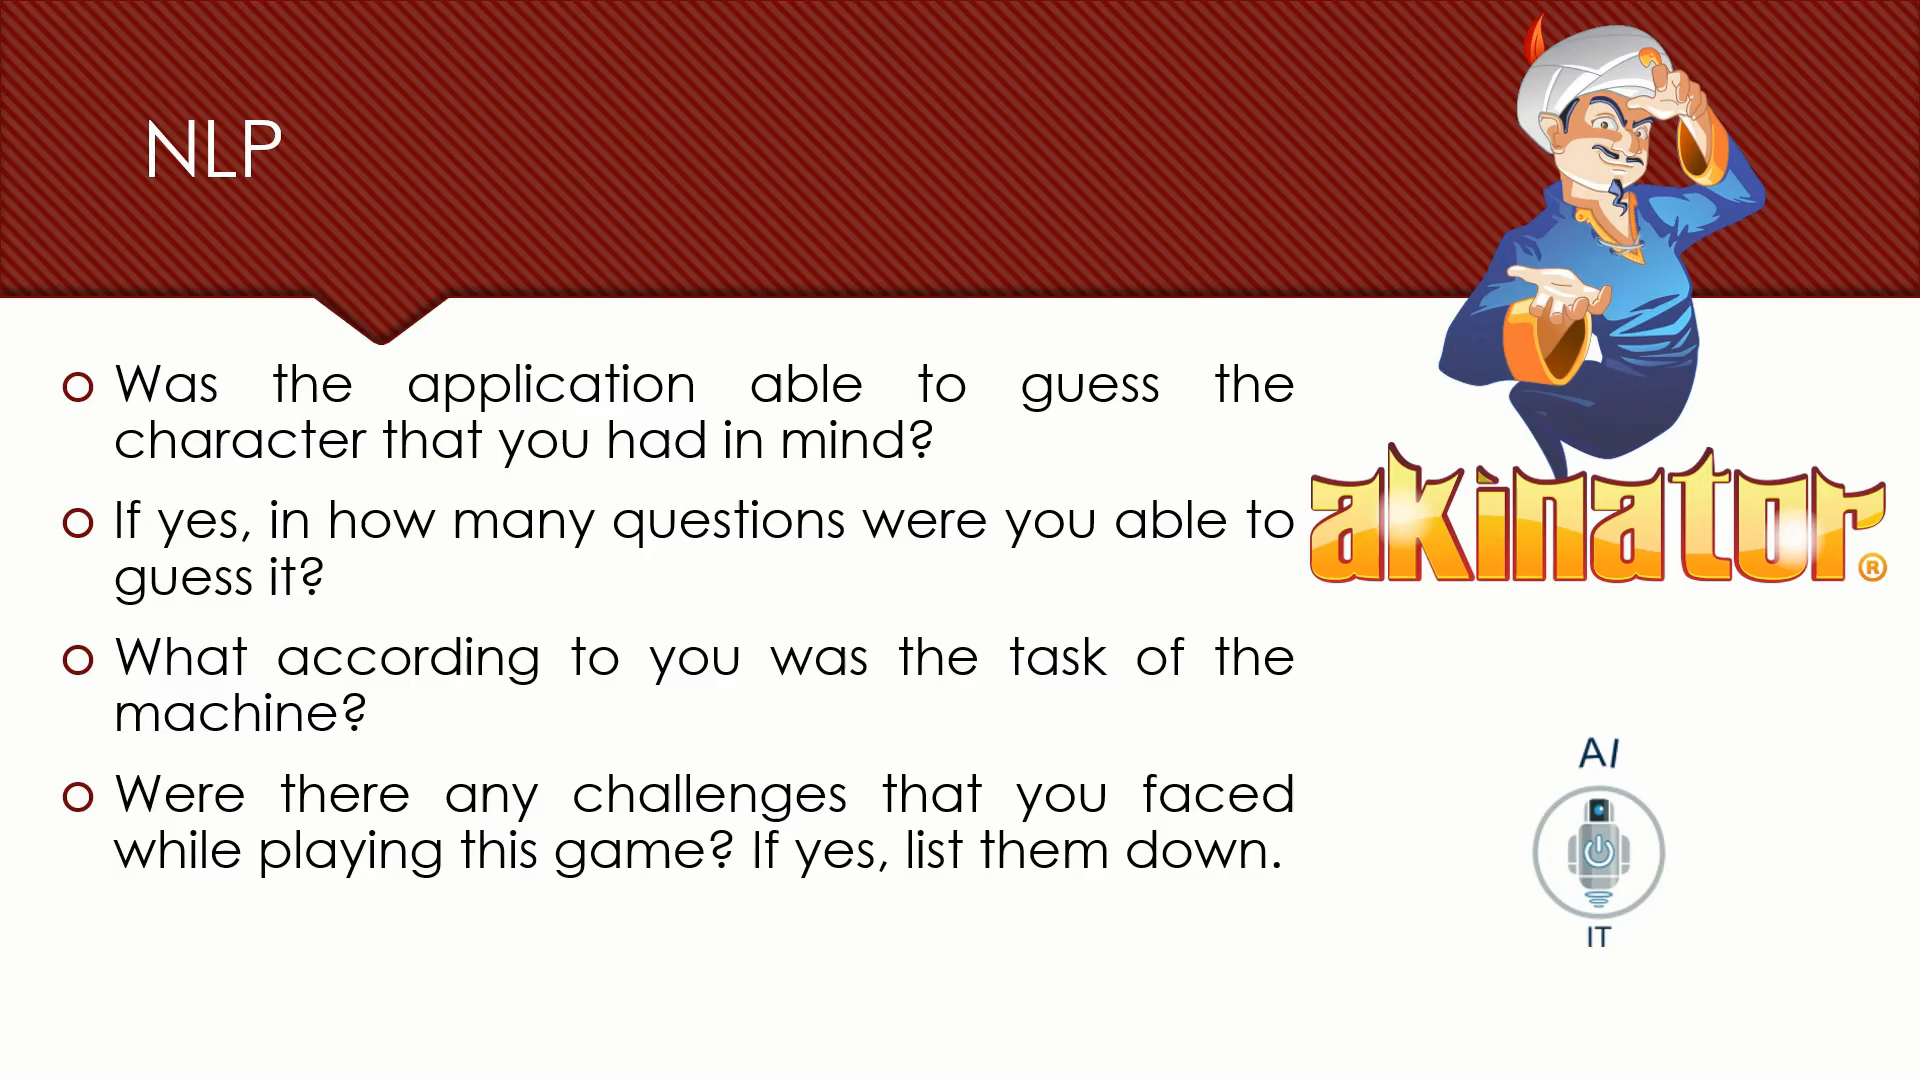 NLP
Was the application able to guess the
character that you had in mind?
If yes, in how many questions were you able to
guess it?
What according to you was the task of the
machine?
Were there any challenges that you faced
while playing this game? If yes, list them down.
akinator®
AI
IT